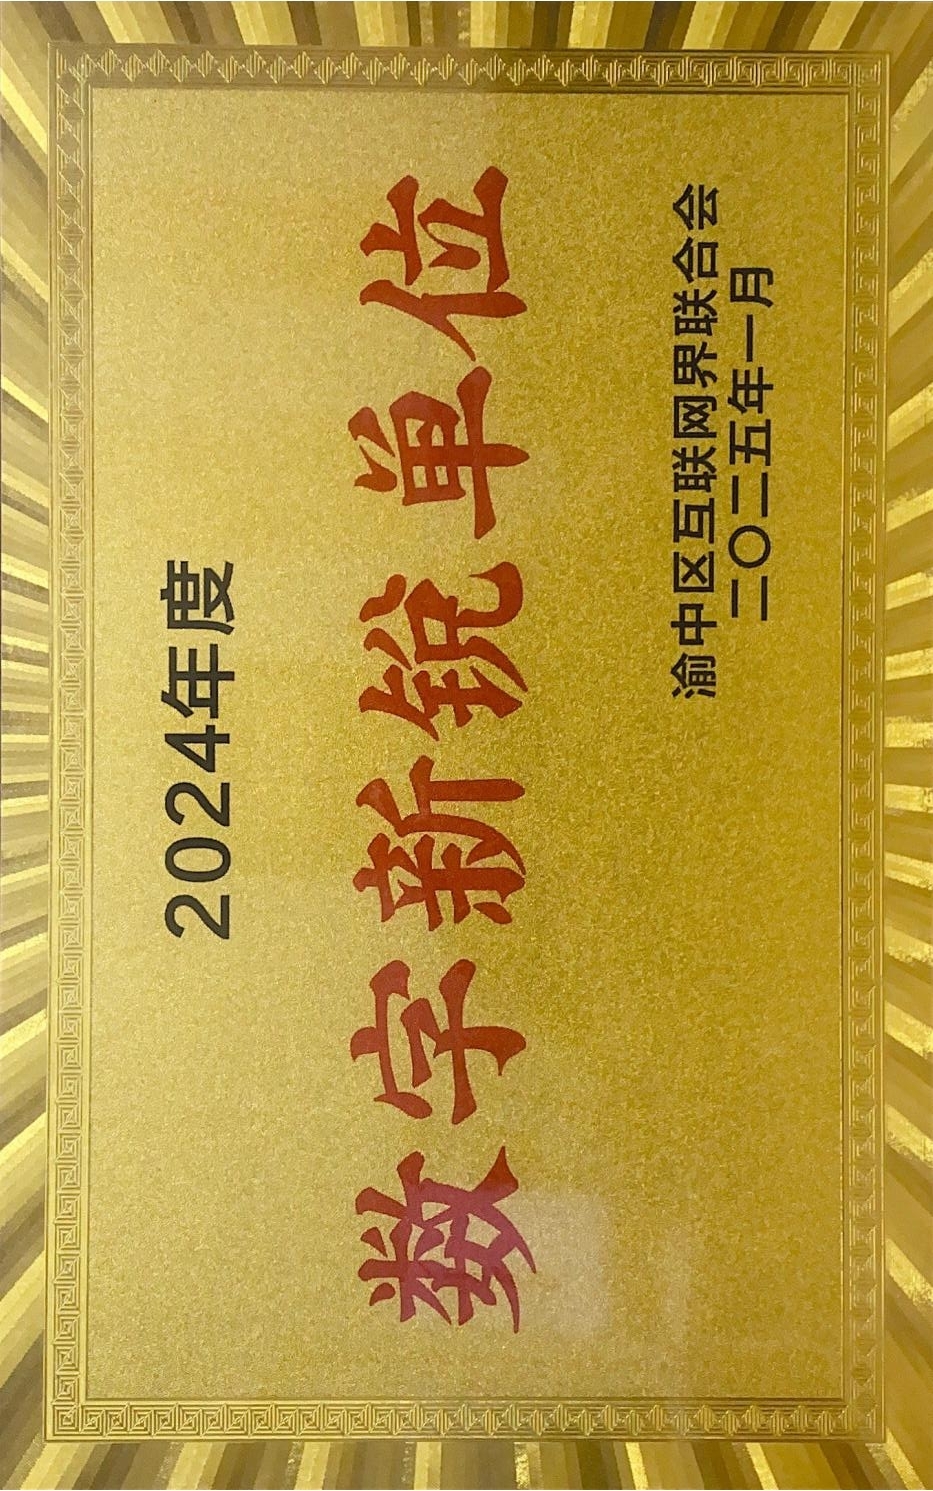 2024年度
数字新锐单位
渝中区互联网界联合会
二〇二五年一月